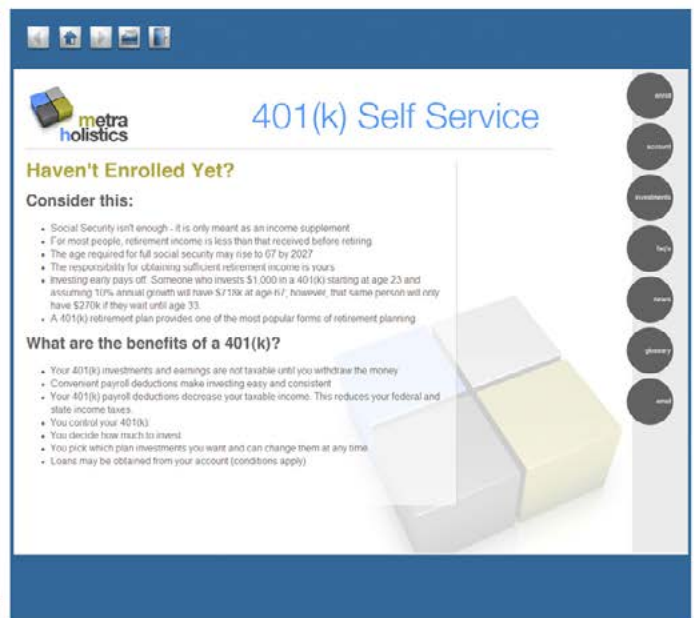 metra
holistics
401(k) Self Service
Haven't Enrolled Yet?
Consider this:
Social Security isn't enough - it is only meant as an income supplement
For most people, retirement income is less than that received before retiring
The age required for full social security may rise to 67 by 2027
The responsibility for obtaining sufficient retirement income is yours
Investing early pays off. Someone who invests $1,000 in a 401(k) starting at age 23 and
assuming 10% annual growth will have $718k at age 67; however, that same person will only
have $270k if they wait until age 33.
A 401(k) retirement plan provides one of the most popular forms of retirement planning
What are the benefits of a 401(k)?
Your 401(k) investments and earnings are not taxable until you withdraw the money
Convenient payroll deductions make investing easy and consistent
Your 401(k) payroll deductions decrease your taxable income. This reduces your federal and
state income taxes.
You control your 401(k):
You decide how much to invest
You pick which plan investments you want and can change them at any time
Loans may be obtained from your account (conditions apply)
enroll
account
investments
faq's
news
glossary